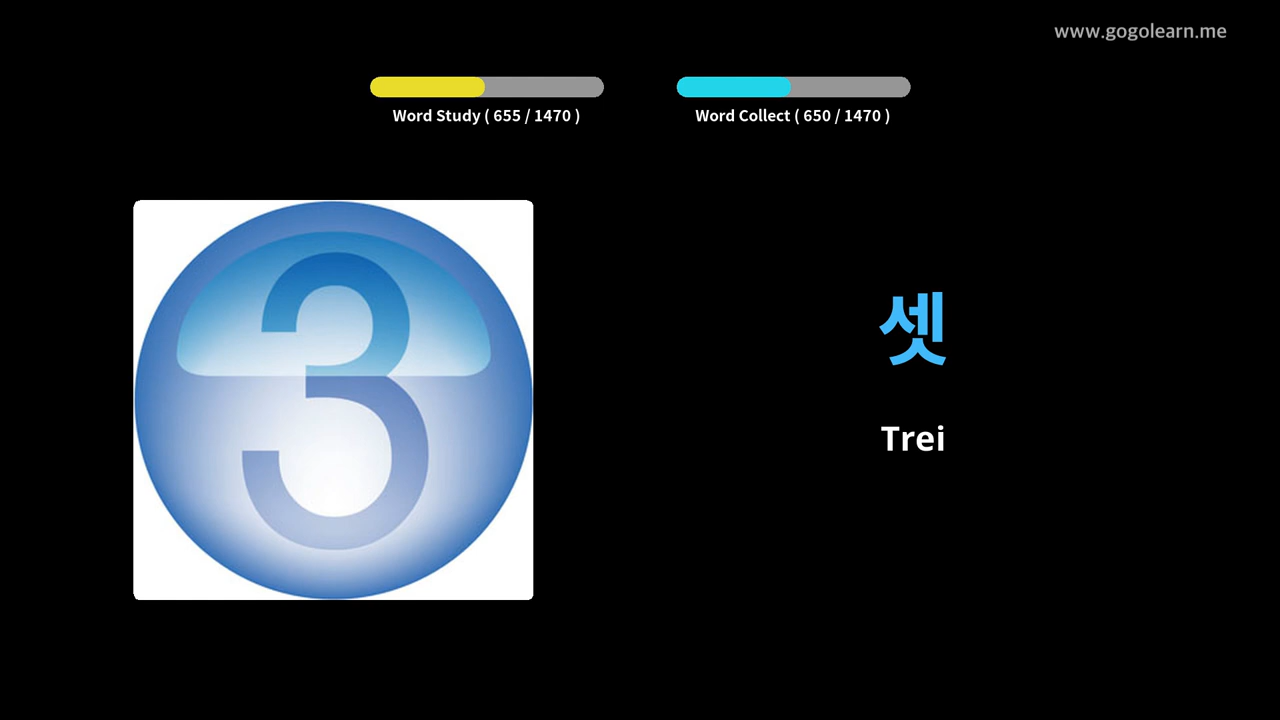 www.gogolearn.me
Word Study ( 655 / 1470 )
Word Collect ( 650 / 1470 )
3
셋
Trei